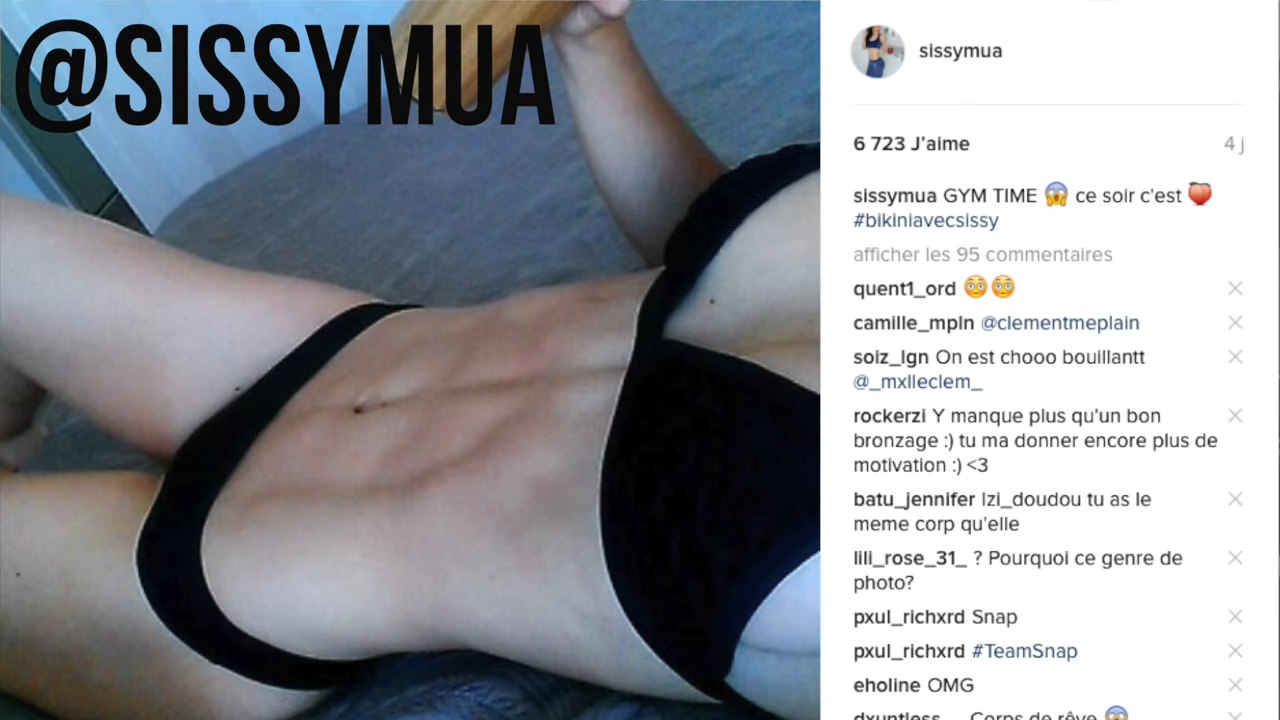 @SISSYMUA
sissymua
6 723 J'aime
4 j
sissymua GYM TIME 😱 ce soir c'est 🍑
#bikiniavecsissy
afficher les 95 commentaires
quent1_ord 😳😳
camille_mpln @clementmeplain
soiz_lgn On est chooo bouillantt
@_mxlleclem_
rockerzi Y manque plus qu'un bon
bronzage :) tu ma donner encore plus de
motivation :) <3
batu_jennifer lzi_doudou tu as le
meme corp qu'elle
lili_rose_31_ ? Pourquoi ce genre de
photo?
pxul_richxrd Snap
pxul_richxrd #TeamSnap
eholine OMG
Corps de rêve 😱